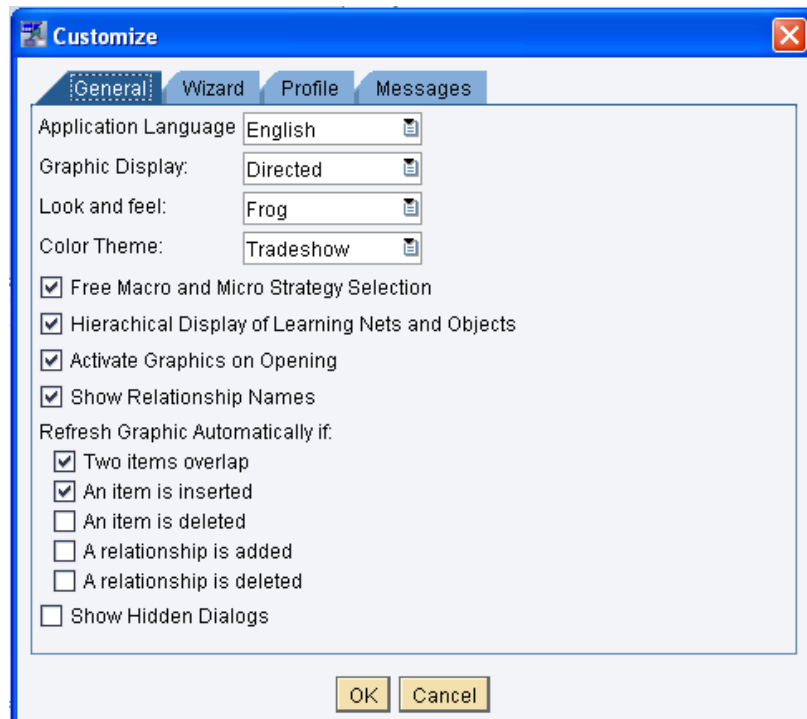 Customize
General Wizard Profile Messages
Application Language English
Graphic Display: Directed
Look and feel: Frog
Color Theme: Tradeshow
Free Macro and Micro Strategy Selection
Hierachical Display of Learning Nets and Objects
Activate Graphics on Opening
Show Relationship Names
Refresh Graphic Automatically if:
Two items overlap
An item is inserted
An item is deleted
A relationship is added
A relationship is deleted
Show Hidden Dialogs
OK Cancel